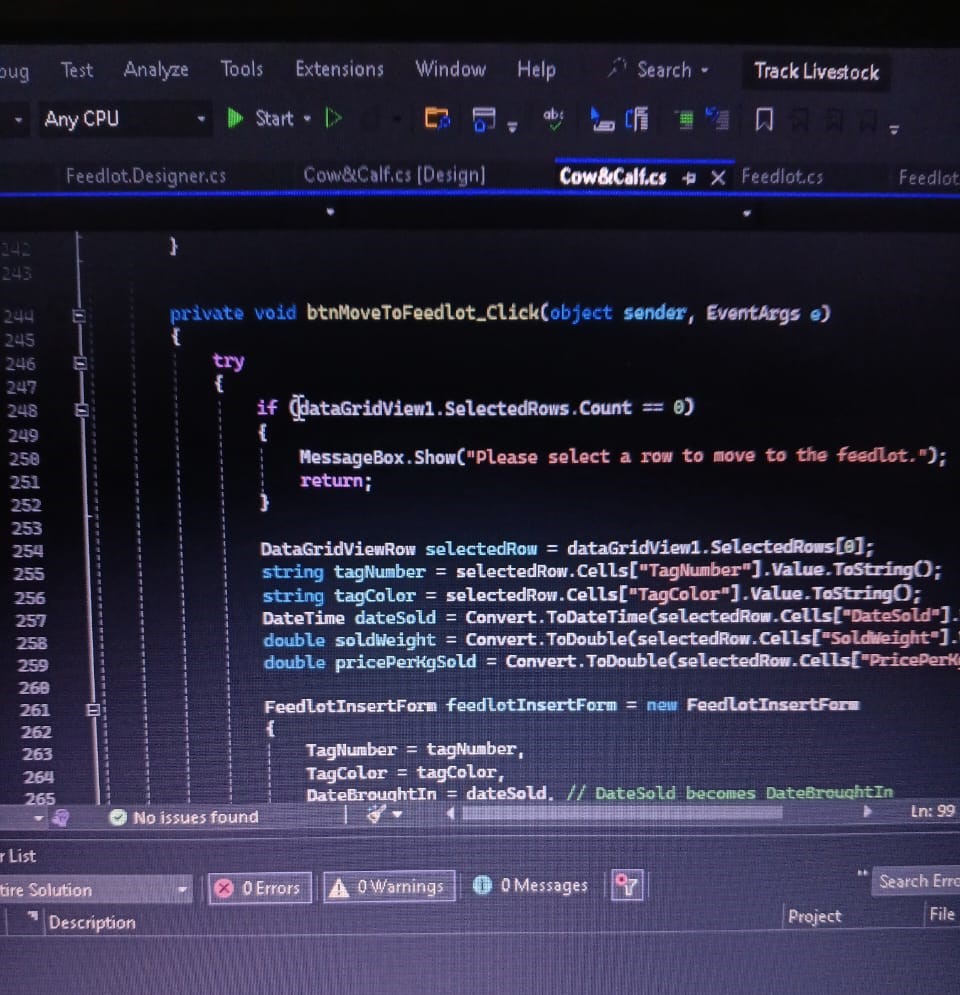 Test Analyze Tools Extensions Window Help Search Track Livestock
Any CPU Start
Feedlot.Designer.cs Cow&Calf.cs [Design] Cow&Calf.cs Feedlot.cs Feedlot
242 }
243
244 private void btnMoveToFeedlot_Click(object sender, EventArgs e)
245 {
246 try
247 {
248 if (dataGridView1.SelectedRows.Count == 0)
249 {
250 MessageBox.Show("Please select a row to move to the feedlot.");
251 return;
252 }
253
254 DataGridViewRow selectedRow = dataGridView1.SelectedRows[0];
255 string tagNumber = selectedRow.Cells["TagNumber"].Value.ToString();
256 string tagColor = selectedRow.Cells["TagColor"].Value.ToString();
257 DateTime dateSold = Convert.ToDateTime(selectedRow.Cells["DateSold"].
258 double soldWeight = Convert.ToDouble(selectedRow.Cells["SoldWeight"].
259 double pricePerKgSold = Convert.ToDouble(selectedRow.Cells["PricePerK
260
261 FeedlotInsertForm feedlotInsertForm = new FeedlotInsertForm
262 {
263 TagNumber = tagNumber,
264 TagColor = tagColor,
265 DateBroughtIn = dateSold, // DateSold becomes DateBroughtIn
No issues found Ln: 99
r List
tire Solution 0 Errors 0 Warnings 0 Messages Search Erro
Description Project File